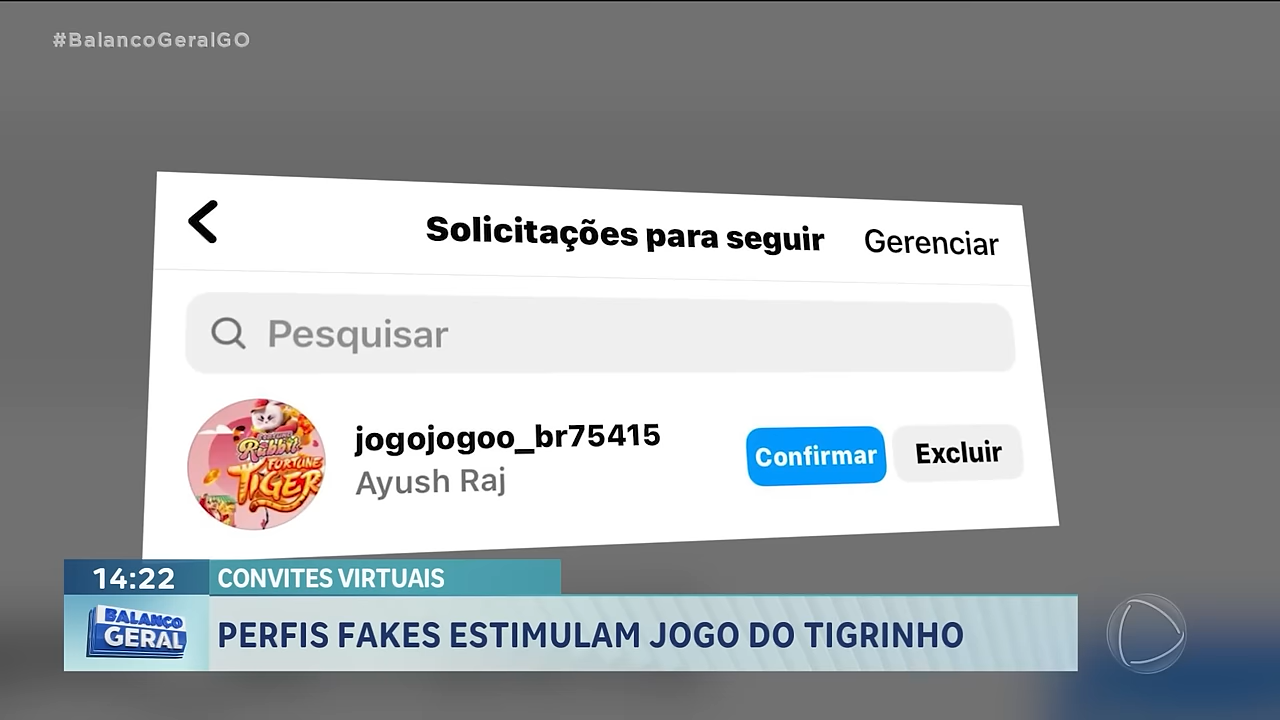 #BalancoGeralGO
Solicitações para seguir
Gerenciar
Pesquisar
FORTUNE
Rabbit
FORTUNE
TIGER
jogojogoo_br75415
Ayush Raj
Confirmar
Excluir
14:22
CONVITES VIRTUAIS
BALANÇO
GERAL
PERFIS FAKES ESTIMULAM JOGO DO TIGRINHO